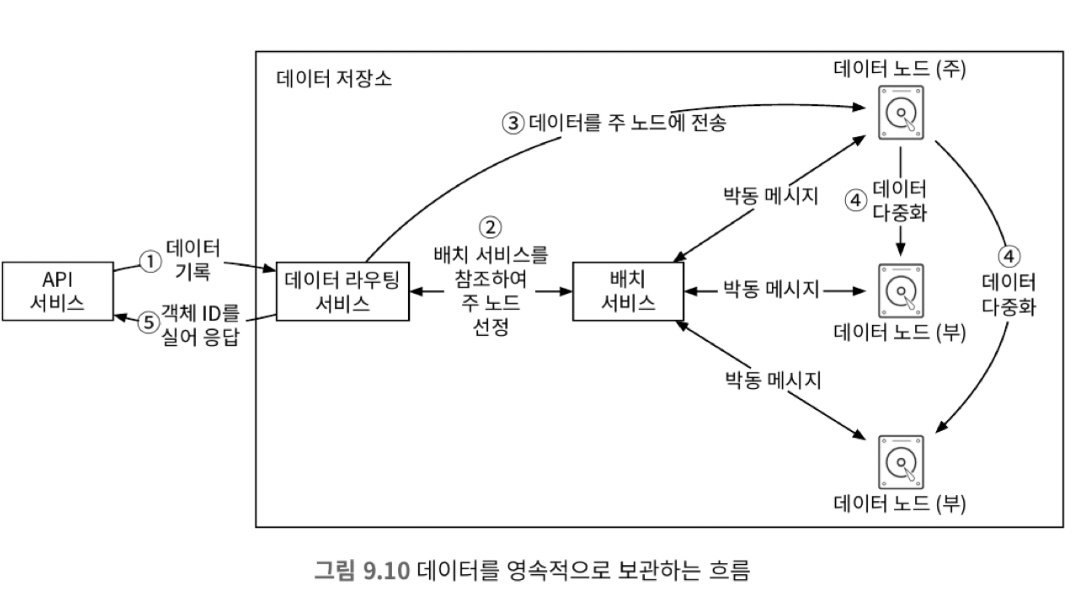 데이터 저장소
데이터 노드 (주)
③ 데이터를 주 노드에 전송
박동 메시지
④ 데이터
다중화
②
배치 서비스를
참조하여
주 노드
선정
① 데이터
기록
API
서비스
데이터 라우팅
서비스
배치
서비스
박동 메시지
④
데이터
다중화
⑤ 객체 ID를
실어 응답
데이터 노드 (부)
박동 메시지
데이터 노드 (부)
그림 9.10 데이터를 영속적으로 보관하는 흐름